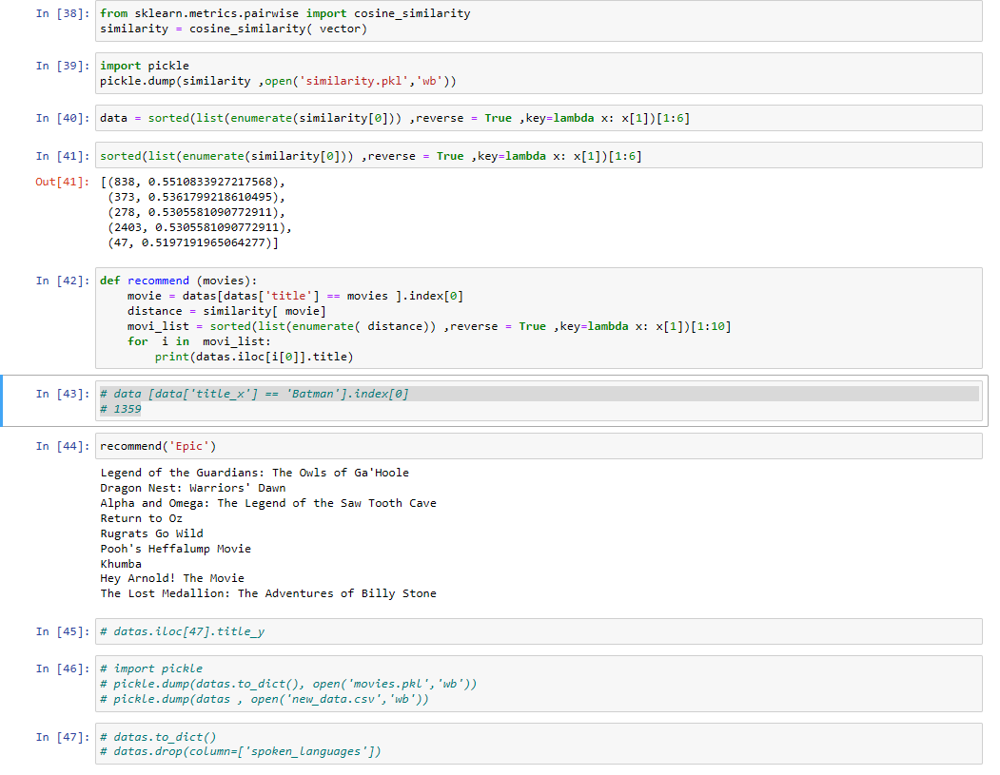 In [38]: from sklearn.metrics.pairwise import cosine_similarity
similarity = cosine_similarity( vector)
In [39]: import pickle
pickle.dump(similarity ,open('similarity.pkl','wb'))
In [40]: data = sorted(list(enumerate(similarity[0])) ,reverse = True ,key=lambda x: x[1])[1:6]
In [41]: sorted(list(enumerate(similarity[0])) ,reverse = True ,key=lambda x: x[1])[1:6]
Out[41]: [(838, 0.5510833927217568),
(373, 0.5361799218610495),
(278, 0.5305581090772911),
(2403, 0.5305581090772911),
(47, 0.5197191965064277)]
In [42]: def recommend (movies):
movie = datas[datas['title'] == movies ].index[0]
distance = similarity[ movie]
movi_list = sorted(list(enumerate( distance)) ,reverse = True ,key=lambda x: x[1])[1:10]
for  i in  movi_list:
print(datas.iloc[i[0]].title)
In [43]: # data [data['title_x'] == 'Batman'].index[0]
# 1359
In [44]: recommend('Epic')
Legend of the Guardians: The Owls of Ga'Hoole
Dragon Nest: Warriors' Dawn
Alpha and Omega: The Legend of the Saw Tooth Cave
Return to Oz
Rugrats Go Wild
Pooh's Heffalump Movie
Khumba
Hey Arnold! The Movie
The Lost Medallion: The Adventures of Billy Stone
In [45]: # datas.iloc[47].title_y
In [46]: # import pickle
# pickle.dump(datas.to_dict(), open('movies.pkl','wb'))
# pickle.dump(datas , open('new_data.csv','wb'))
In [47]: # datas.to_dict()
# datas.drop(column=['spoken_languages'])